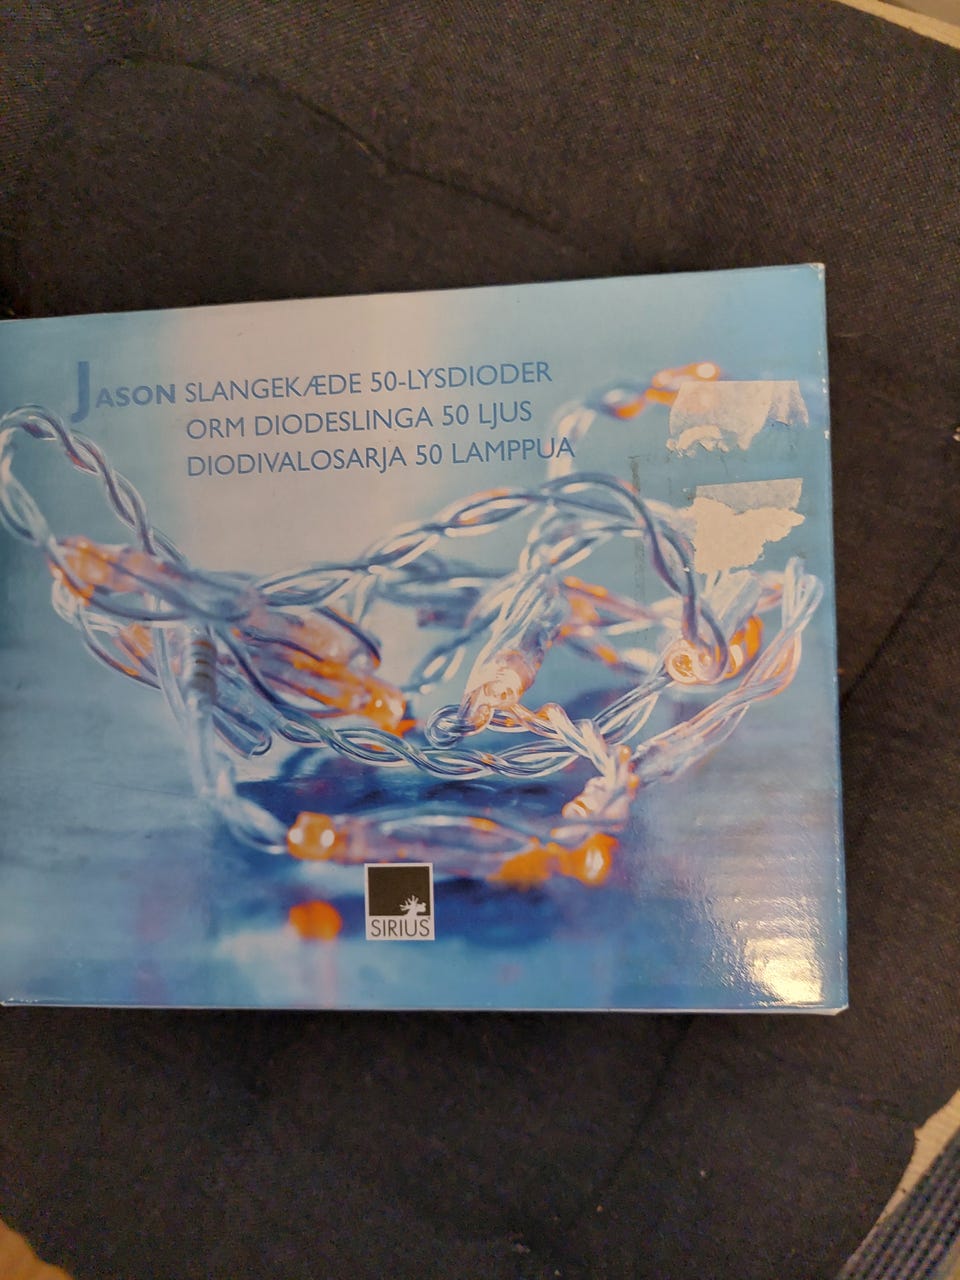 JASON SLANGEKÆDE 50-LYSDIODER
ORM DIODESLINGA 50 LJUS
DIODIVALOSARJA 50 LAMPPUA
SIRIUS